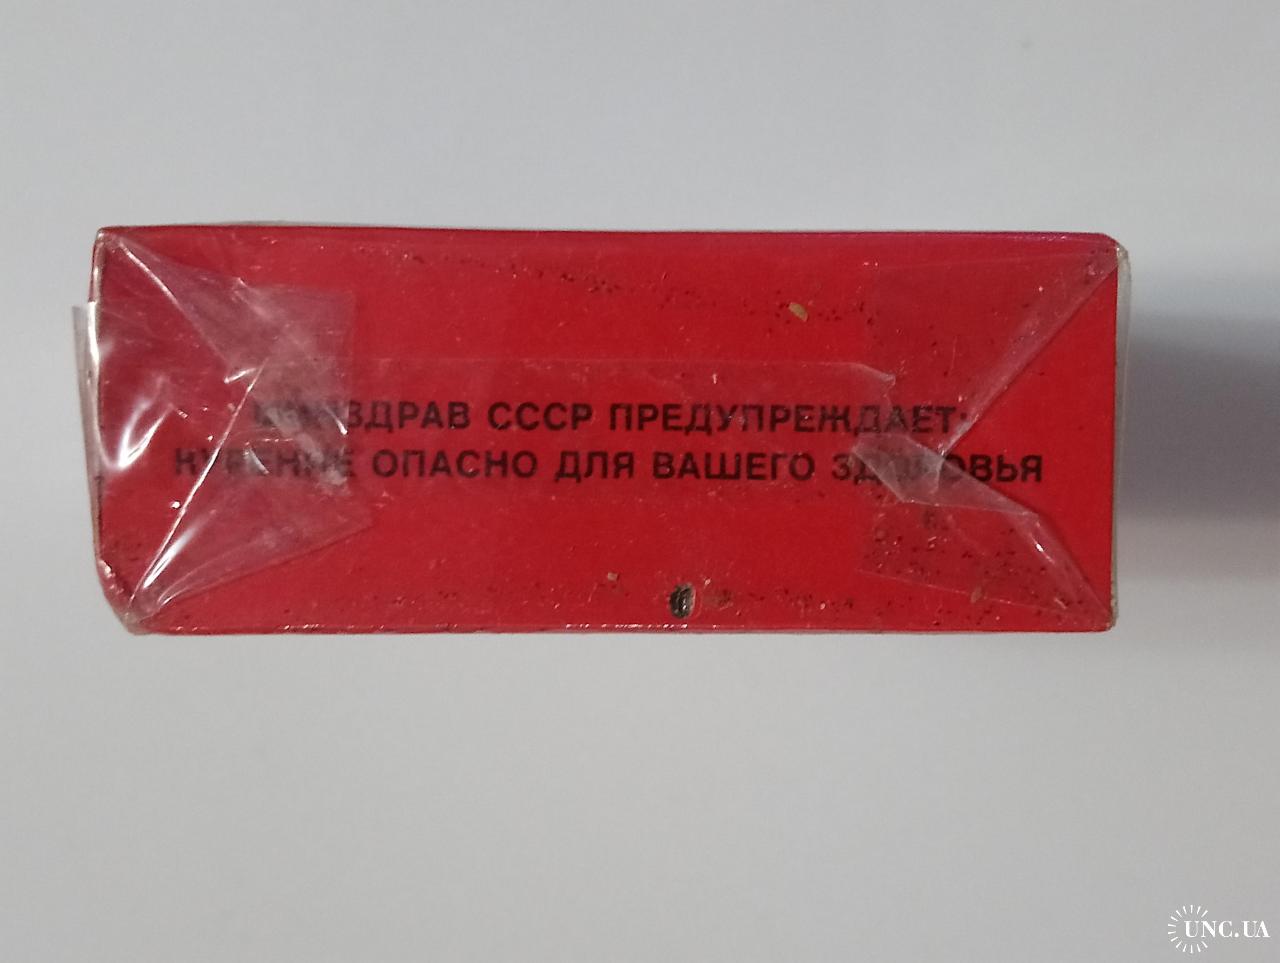 МИНЗДРАВ СССР ПРЕДУПРЕЖДАЕТ:
КУРЕНИЕ ОПАСНО ДЛЯ ВАШЕГО ЗДОРОВЬЯ
UNC.UA